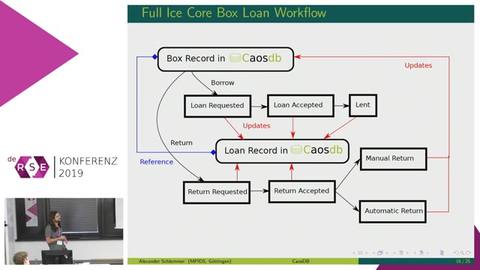 Full Ice Core Box Loan Workflow
Box Record in Caosdb
Updates
Borrow
Loan Requested
Loan Accepted
Lent
Updates
Return
Loan Record in Caosdb
Reference
Manual Return
Return Requested
Return Accepted
Automatic Return
de
RSE
KONFERENZ
2019
Alexander Schlemmer (MPIDS, Göttingen)
CaosDB